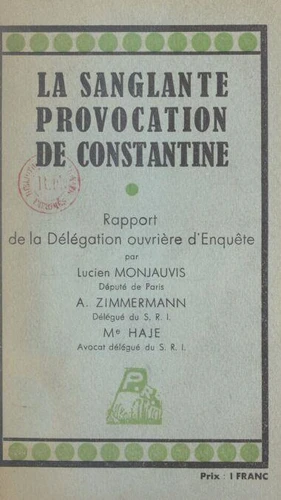 LA SANGLANTE
PROVOCATION
DE CONSTANTINE
Rapport
de la Délégation ouvrière d'Enquête
par
Lucien MONJAUVIS
Député de Paris
A. ZIMMERMANN
Délégué du S. R. I.
Me HAJE
Avocat délégué du S. R. I.
Prix : 1 FRANC